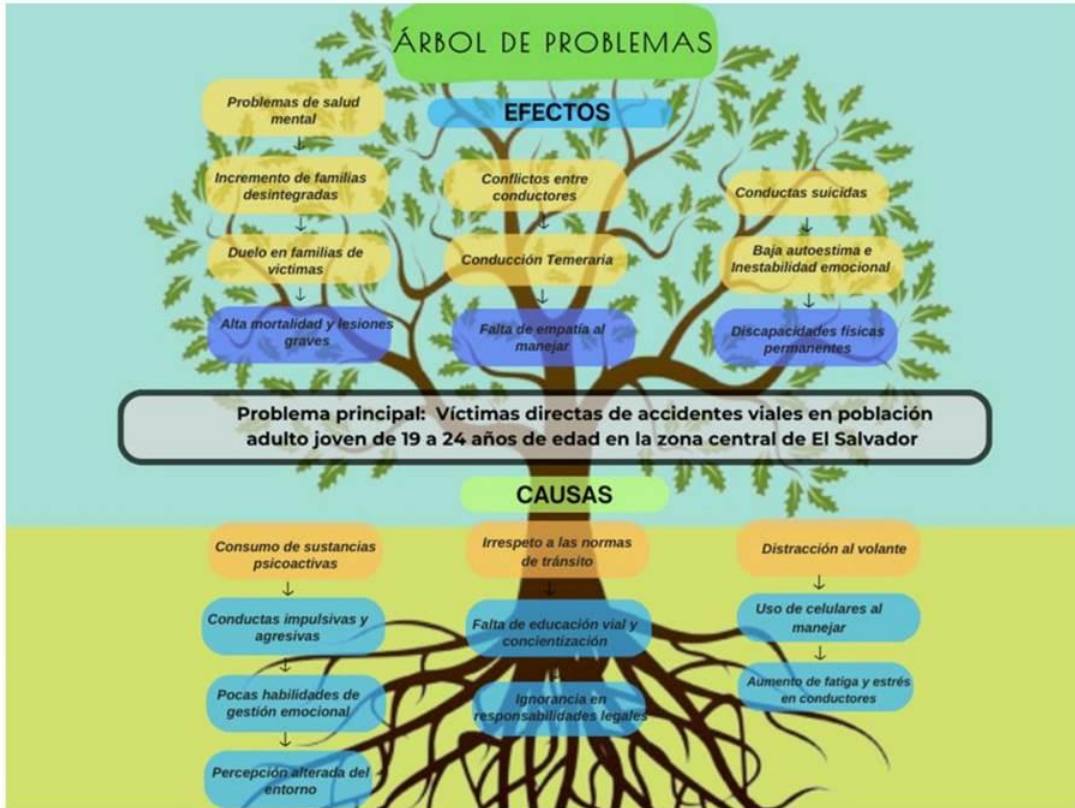 ÁRBOL DE PROBLEMAS
EFECTOS
Problemas de salud
mental
↓
Incremento de familias
desintegradas
↓
Duelo en familias de
víctimas
↓
Alta mortalidad y lesiones
graves
Conflictos entre
conductores
↓
Conducción Temeraria
↓
Falta de empatía al
manejar
Conductas suicidas
↓
Baja autoestima e
Inestabilidad emocional
↓
Discapacidades físicas
permanentes
Problema principal: Víctimas directas de accidentes viales en población
adulto joven de 19 a 24 años de edad en la zona central de El Salvador
CAUSAS
Consumo de sustancias
psicoactivas
↓
Conductas impulsivas y
agresivas
↓
Pocas habilidades de
gestión emocional
↓
Percepción alterada del
entorno
Irrespeto a las normas
de tránsito
↓
Falta de educación vial y
concientización
↓
Ignorancia en
responsabilidades legales
Distracción al volante
↓
Uso de celulares al
manejar
↓
Aumento de fatiga y estrés
en conductores